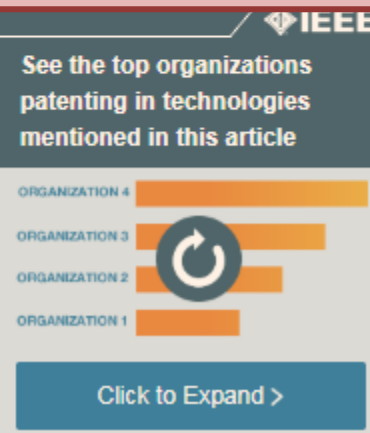 IEEE
See the top organizations
patenting in technologies
mentioned in this article
ORGANIZATION 4
ORGANIZATION 3
ORGANIZATION 2
ORGANIZATION 1
Click to Expand >